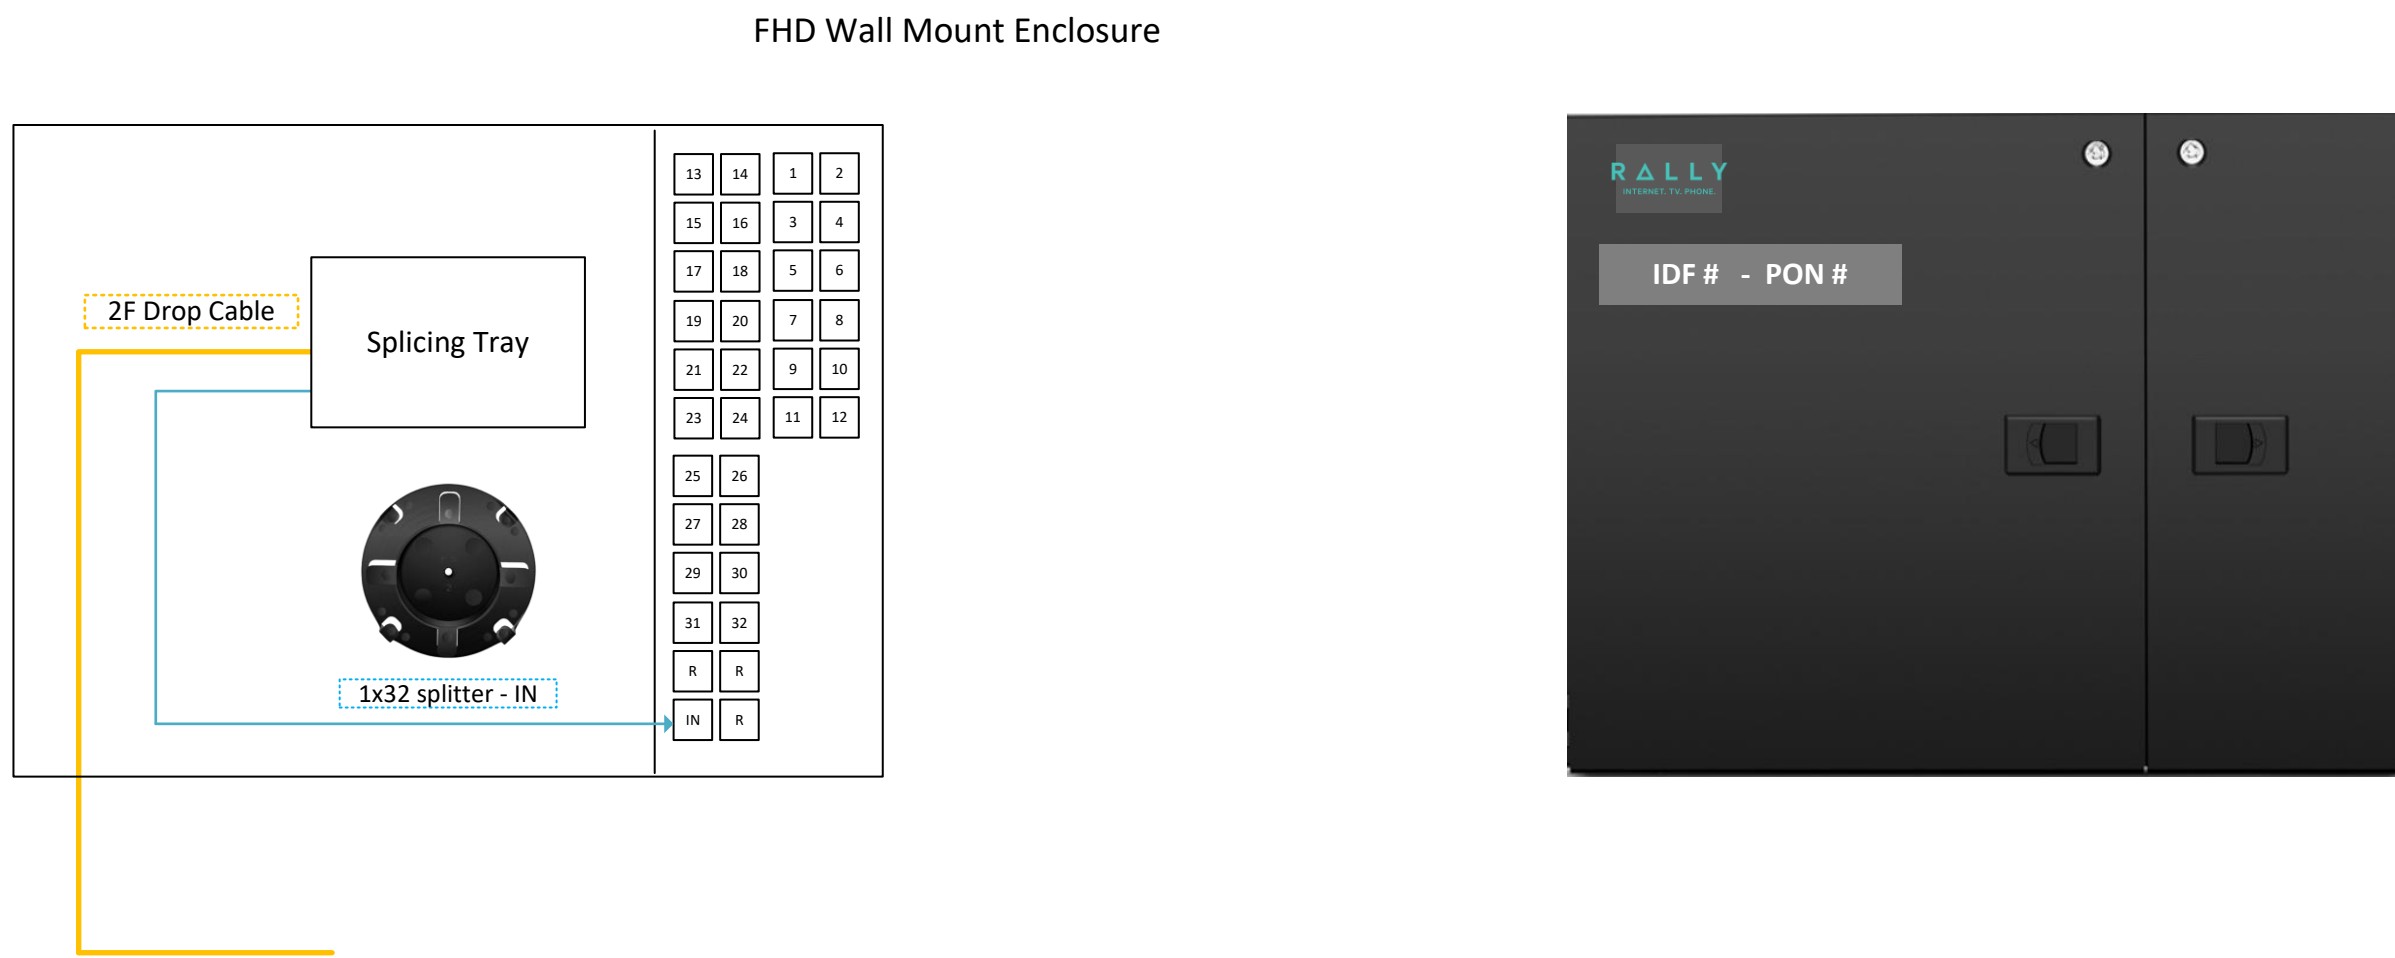 FHD Wall Mount Enclosure
13 14 1 2
15 16 3 4
17 18 5 6
19 20 7 8
21 22 9 10
23 24 11 12
25 26
27 28
29 30
31 32
R R
IN R
2F Drop Cable
Splicing Tray
1x32 splitter - IN
RALLY
INTERNET. TV. PHONE.
IDF # - PON #